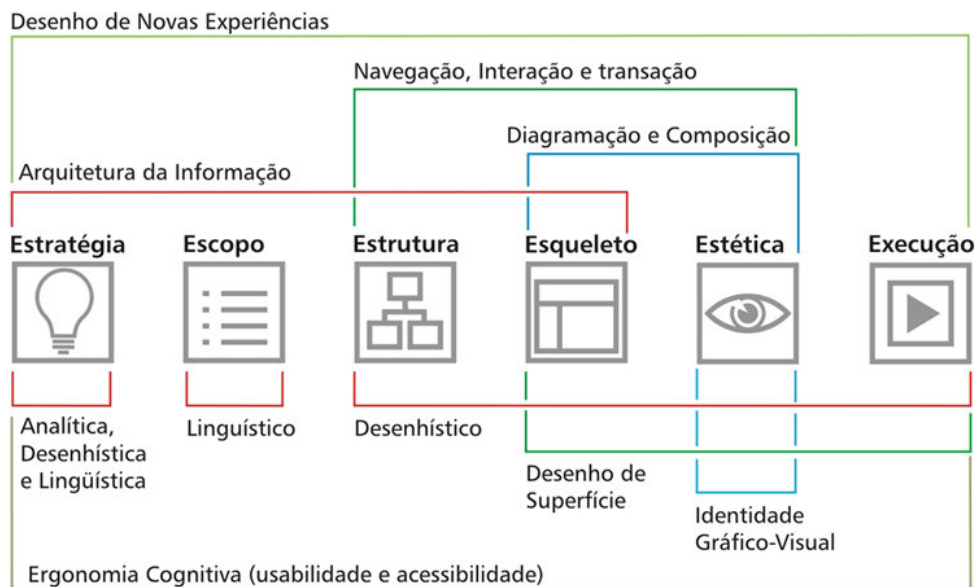 Desenho de Novas Experiências
Navegação, Interação e transação
Diagramação e Composição
Arquitetura da Informação
Estratégia
Escopo
Estrutura
Esqueleto
Estética
Execução
Analítica,
Desenhística
e Lingüística
Linguístico
Desenhístico
Desenho de
Superfície
Identidade
Gráfico-Visual
Ergonomia Cognitiva (usabilidade e acessibilidade)